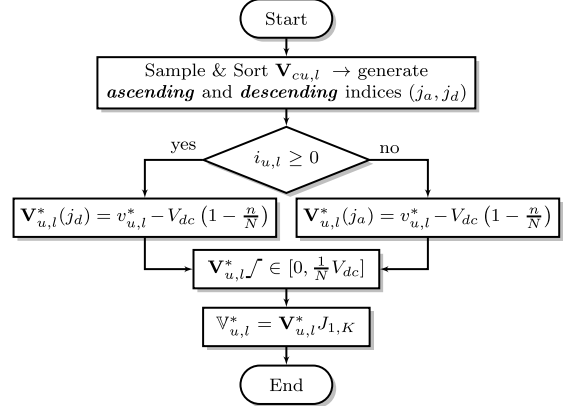 Start
Sample & Sort V_{cu,l} → generate
ascending and descending indices (j_a, j_d)
yes
no
i_{u,l} ≥ 0
V*_{u,l}(j_d) = v*_{u,l} − V_{dc} (1 − n/N)
V*_{u,l}(j_a) = v*_{u,l} − V_{dc} (1 − n/N)
V*_{u,l} ∈ [0, 1/N V_{dc}]
𝕍*_{u,l} = V*_{u,l} J_{1,K}
End